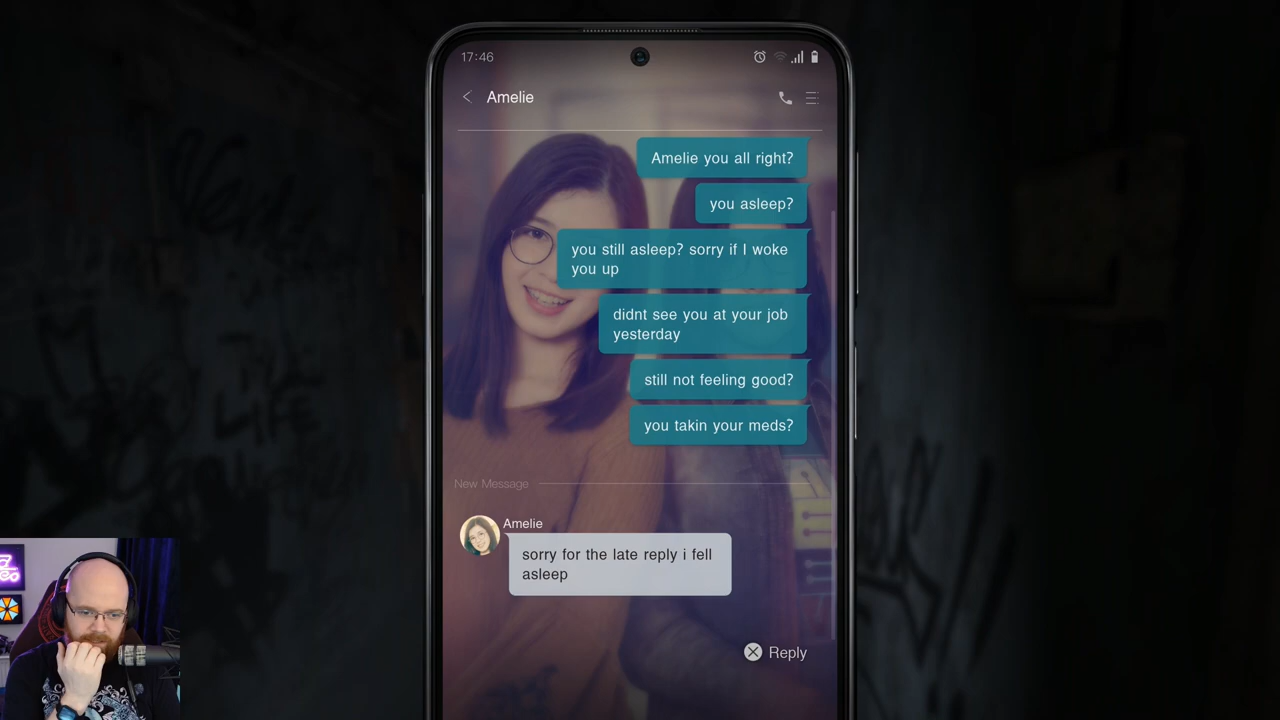 17:46
Amelie
Amelie you all right?
you asleep?
you still asleep? sorry if I woke
you up
didnt see you at your job
yesterday
still not feeling good?
you takin your meds?
New Message
Amelie
sorry for the late reply i fell
asleep
Reply